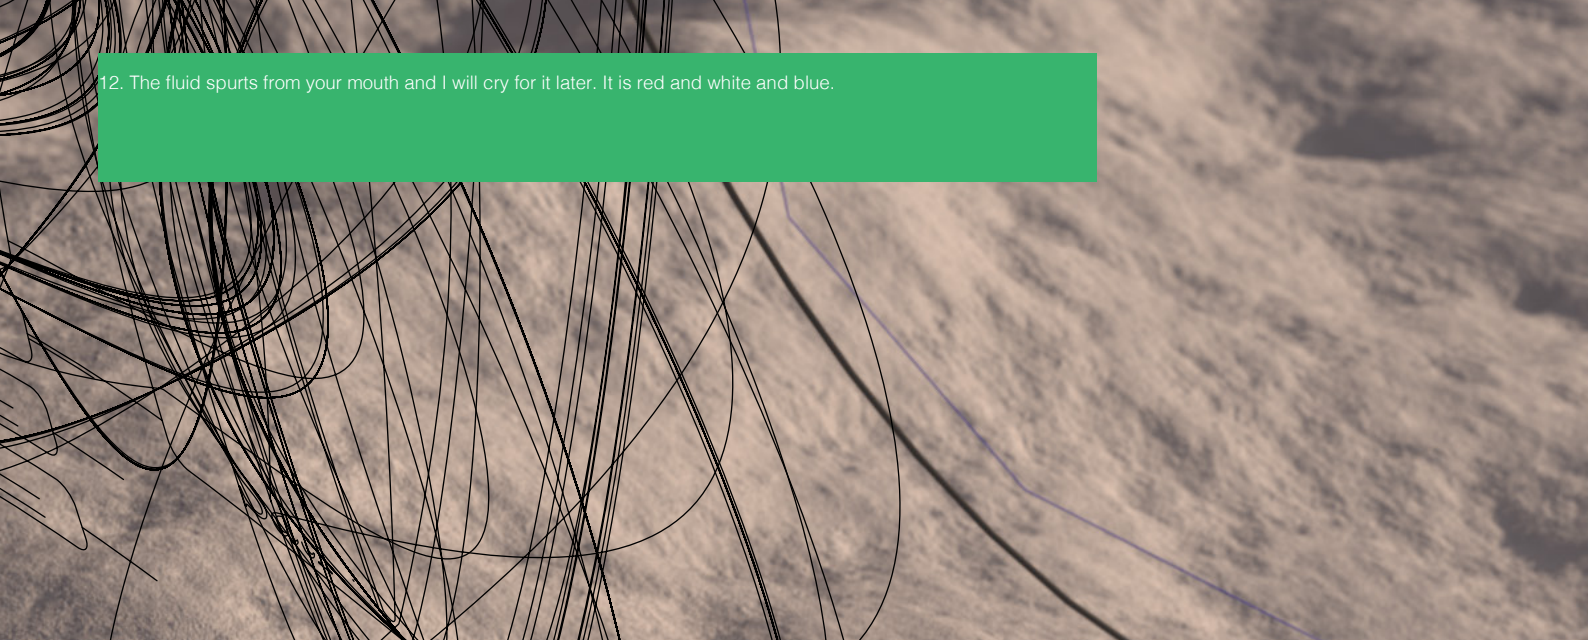 12. The fluid spurts from your mouth and I will cry for it later. It is red and white and blue.